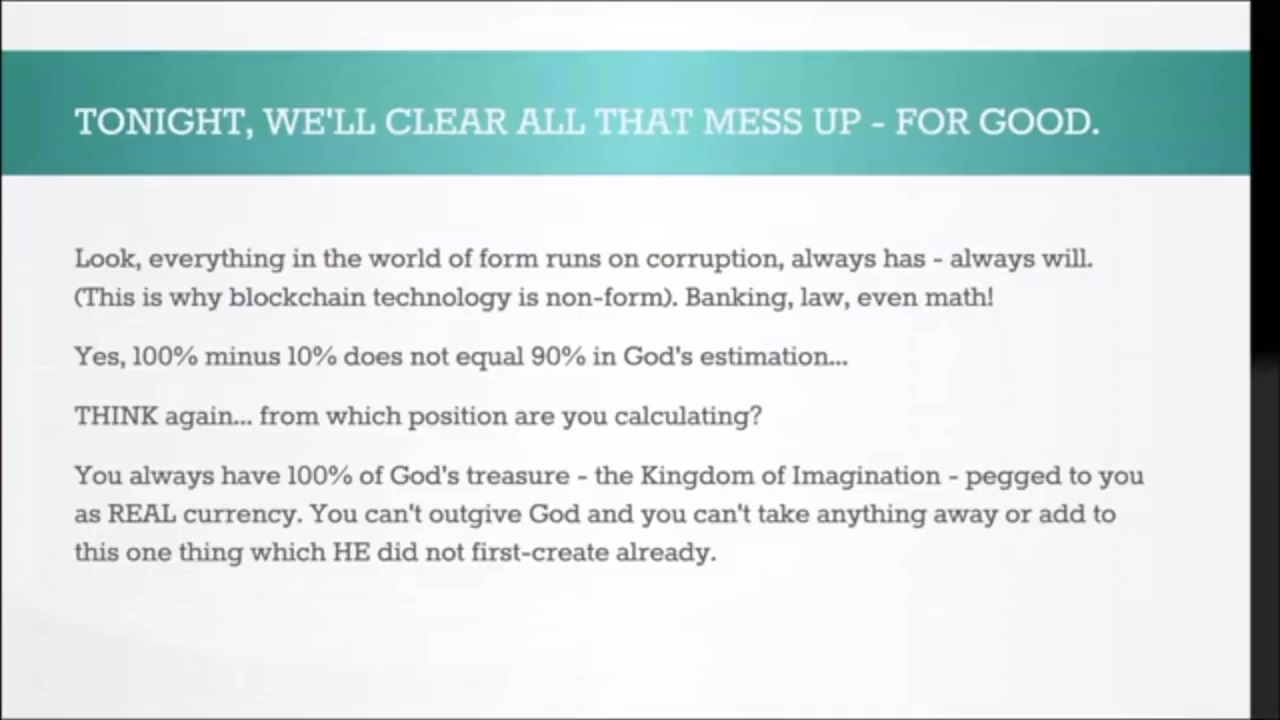 TONIGHT, WE'LL CLEAR ALL THAT MESS UP - FOR GOOD.
Look, everything in the world of form runs on corruption, always has - always will.
(This is why blockchain technology is non-form). Banking, law, even math!
Yes, 100% minus 10% does not equal 90% in God's estimation...
THINK again... from which position are you calculating?
You always have 100% of God's treasure - the Kingdom of Imagination - pegged to you
as REAL currency. You can't outgive God and you can't take anything away or add to
this one thing which HE did not first-create already.